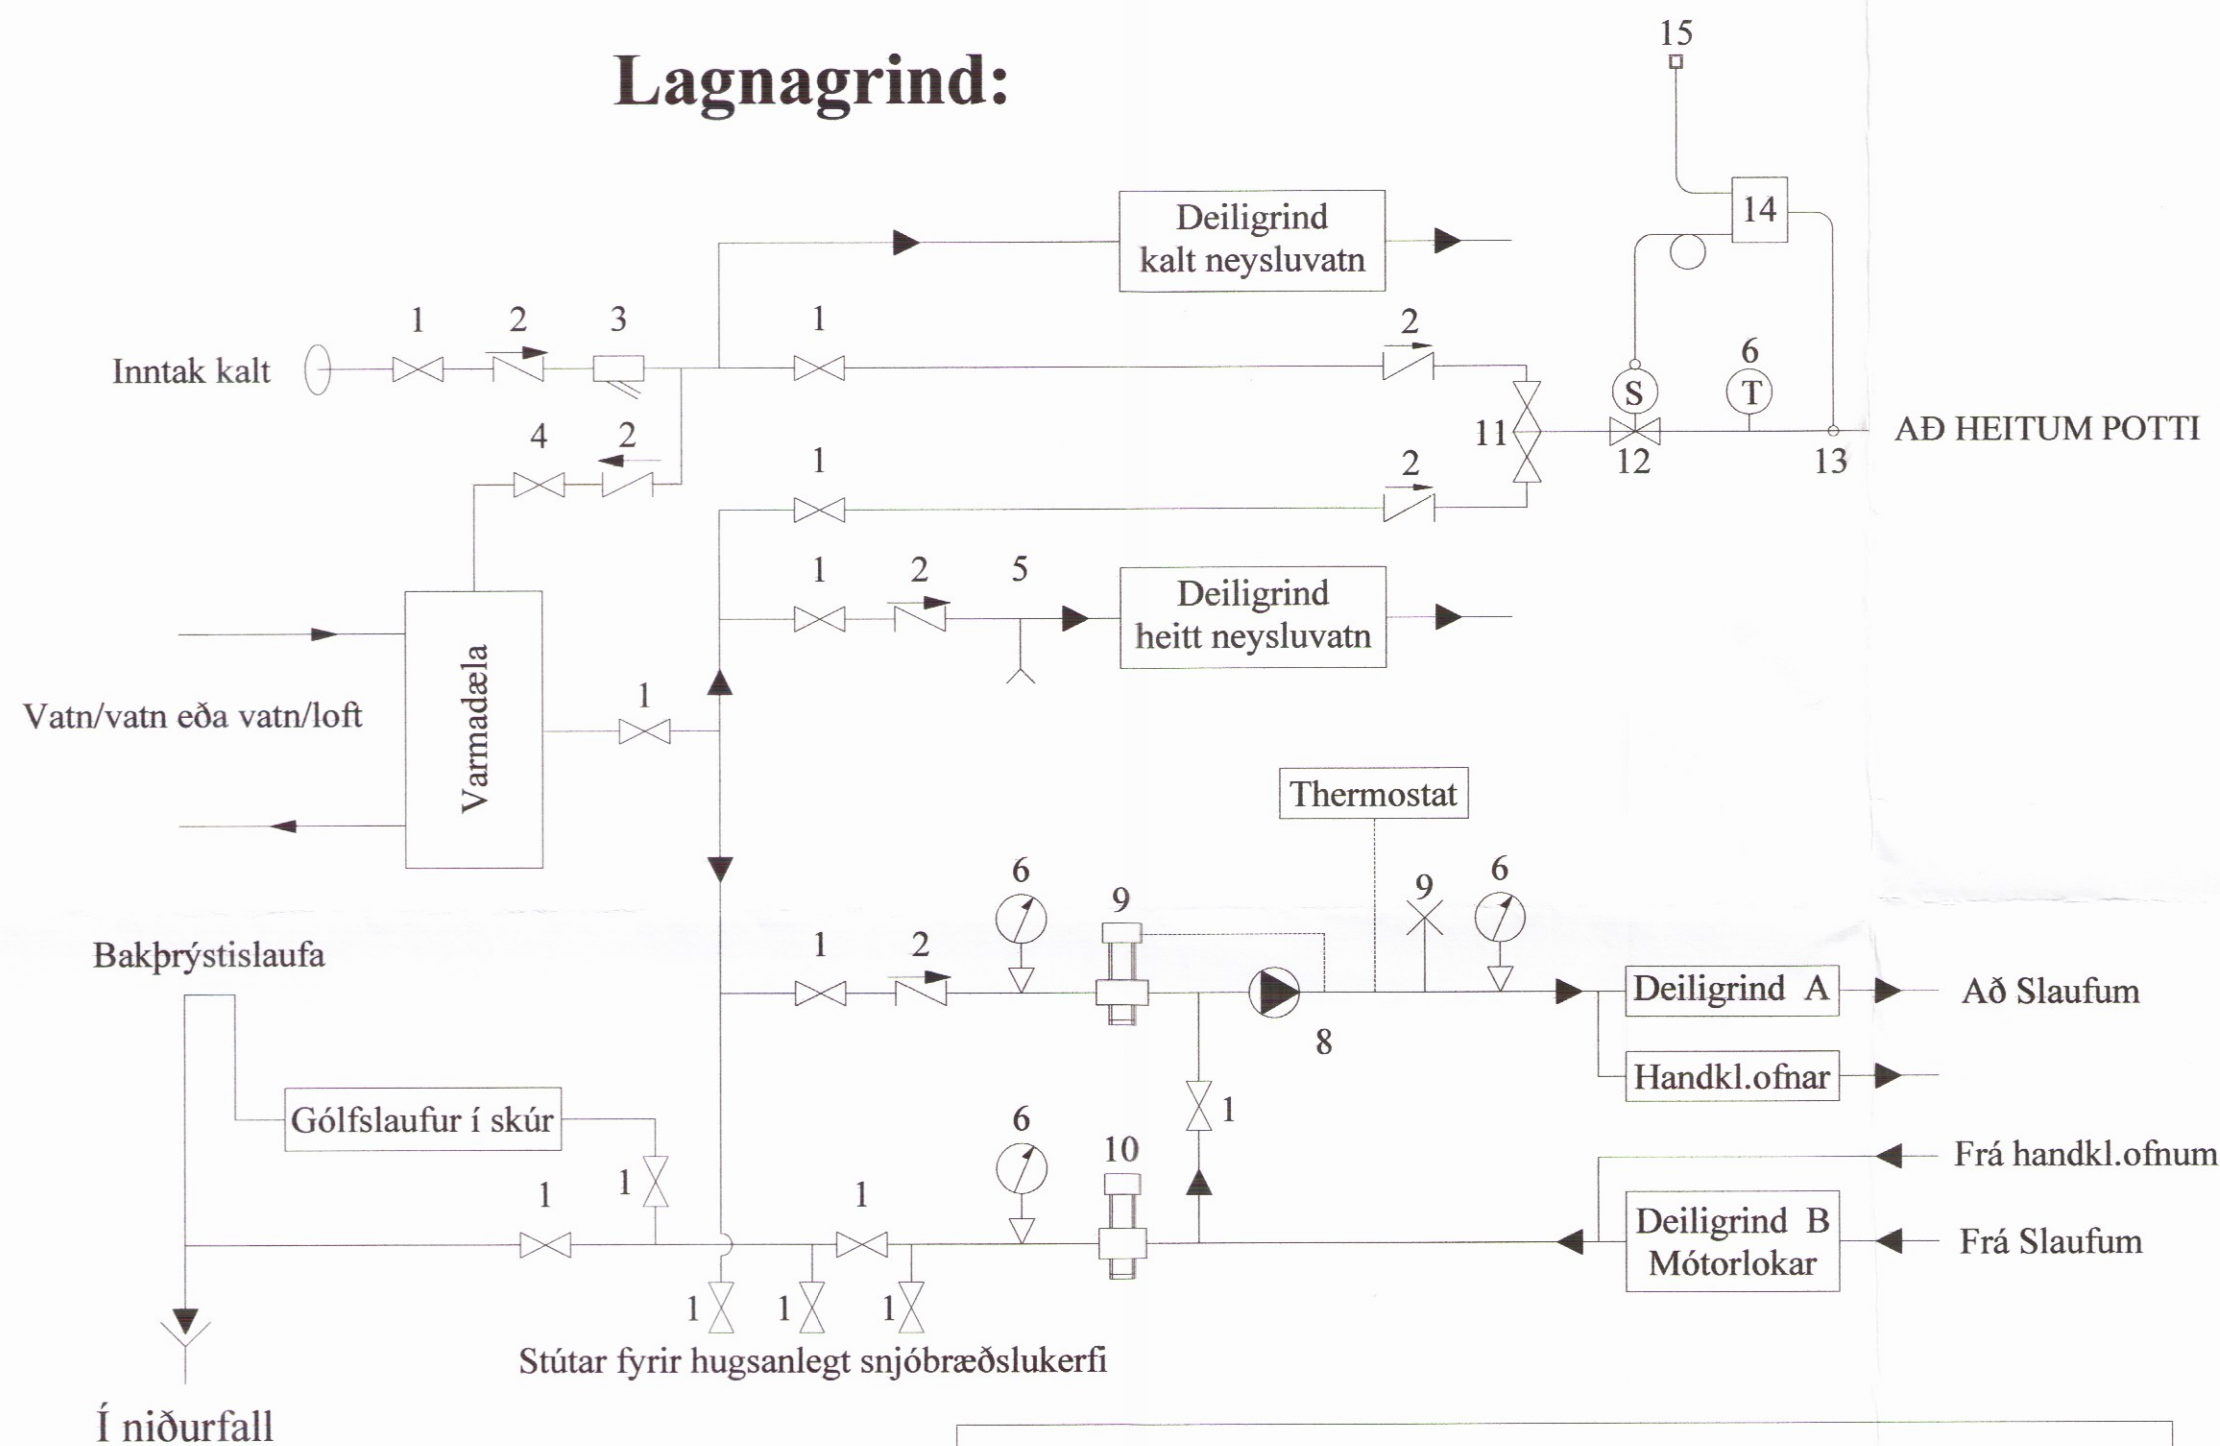 Lagnagrind:
15
14
Deiligrind
kalt neysluvatn
1
2
3
1
2
6
Inntak kalt
S
T
4
2
1
11
2
12
13
AÐ HEITUM POTTI
1
2
5
Deiligrind
heitt neysluvatn
Varmadæla
Vatn/vatn eða vatn/loft
1
Thermostat
6
9
9
6
Bakþrýstislaufa
1
2
8
Deiligrind A
Að Slaufum
Handkl.ofnar
Gólfslaufur í skúr
6
1
10
Frá handkl.ofnum
1
1
1
Deiligrind B
Mótorlokar
Frá Slaufum
1
1
1
Stútar fyrir hugsanlegt snjóbræðslukerfi
Í niðurfall